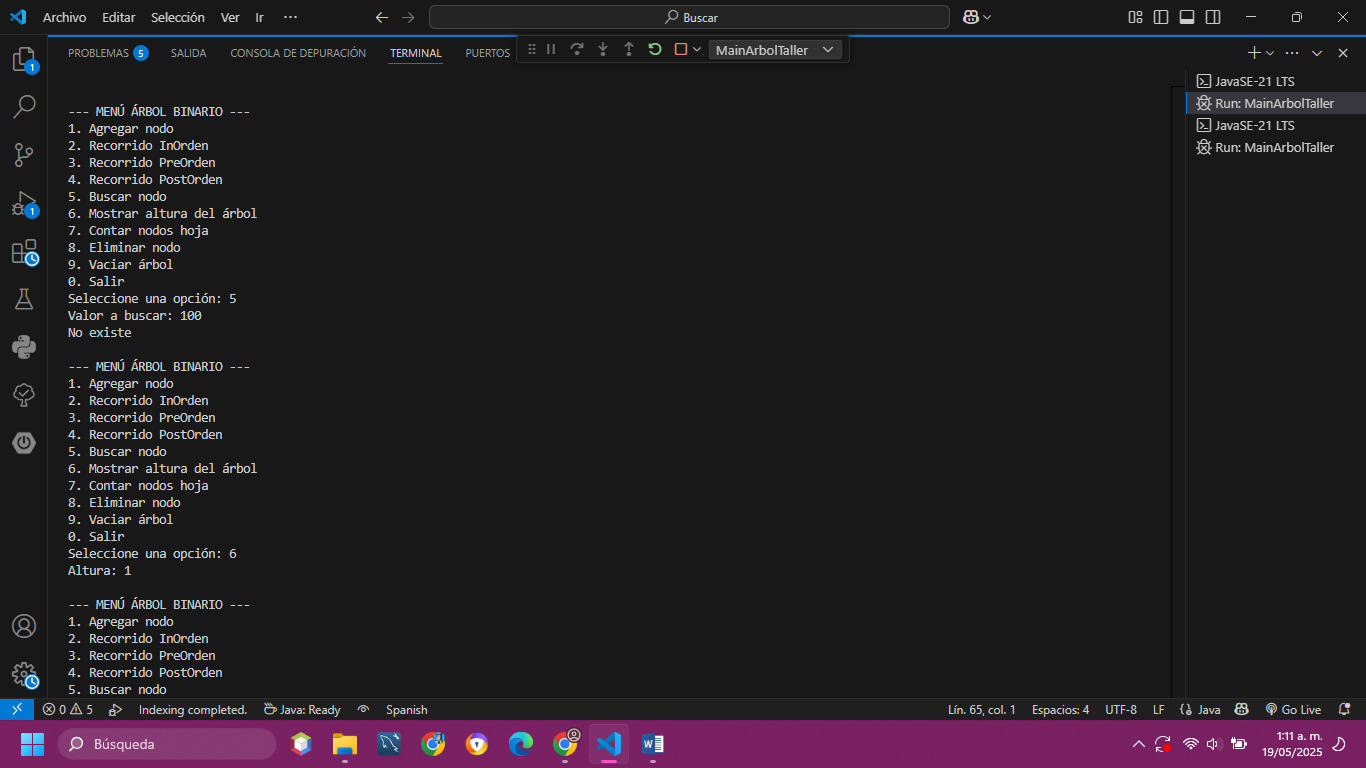 Archivo Editar Selección Ver Ir ···
Buscar
PROBLEMAS 5 SALIDA CONSOLA DE DEPURACIÓN TERMINAL PUERTOS
MainArbolTaller
--- MENÚ ÁRBOL BINARIO ---
1. Agregar nodo
2. Recorrido InOrden
3. Recorrido PreOrden
4. Recorrido PostOrden
5. Buscar nodo
6. Mostrar altura del árbol
7. Contar nodos hoja
8. Eliminar nodo
9. Vaciar árbol
0. Salir
Seleccione una opción: 5
Valor a buscar: 100
No existe
--- MENÚ ÁRBOL BINARIO ---
1. Agregar nodo
2. Recorrido InOrden
3. Recorrido PreOrden
4. Recorrido PostOrden
5. Buscar nodo
6. Mostrar altura del árbol
7. Contar nodos hoja
8. Eliminar nodo
9. Vaciar árbol
0. Salir
Seleccione una opción: 6
Altura: 1
--- MENÚ ÁRBOL BINARIO ---
1. Agregar nodo
2. Recorrido InOrden
3. Recorrido PreOrden
4. Recorrido PostOrden
5. Buscar nodo
JavaSE-21 LTS
Run: MainArbolTaller
JavaSE-21 LTS
Run: MainArbolTaller
1
1
0 5 Indexing completed. Java: Ready Spanish
Lín. 65, col. 1 Espacios: 4 UTF-8 LF Java Go Live
Búsqueda
1:11 a. m.
19/05/2025